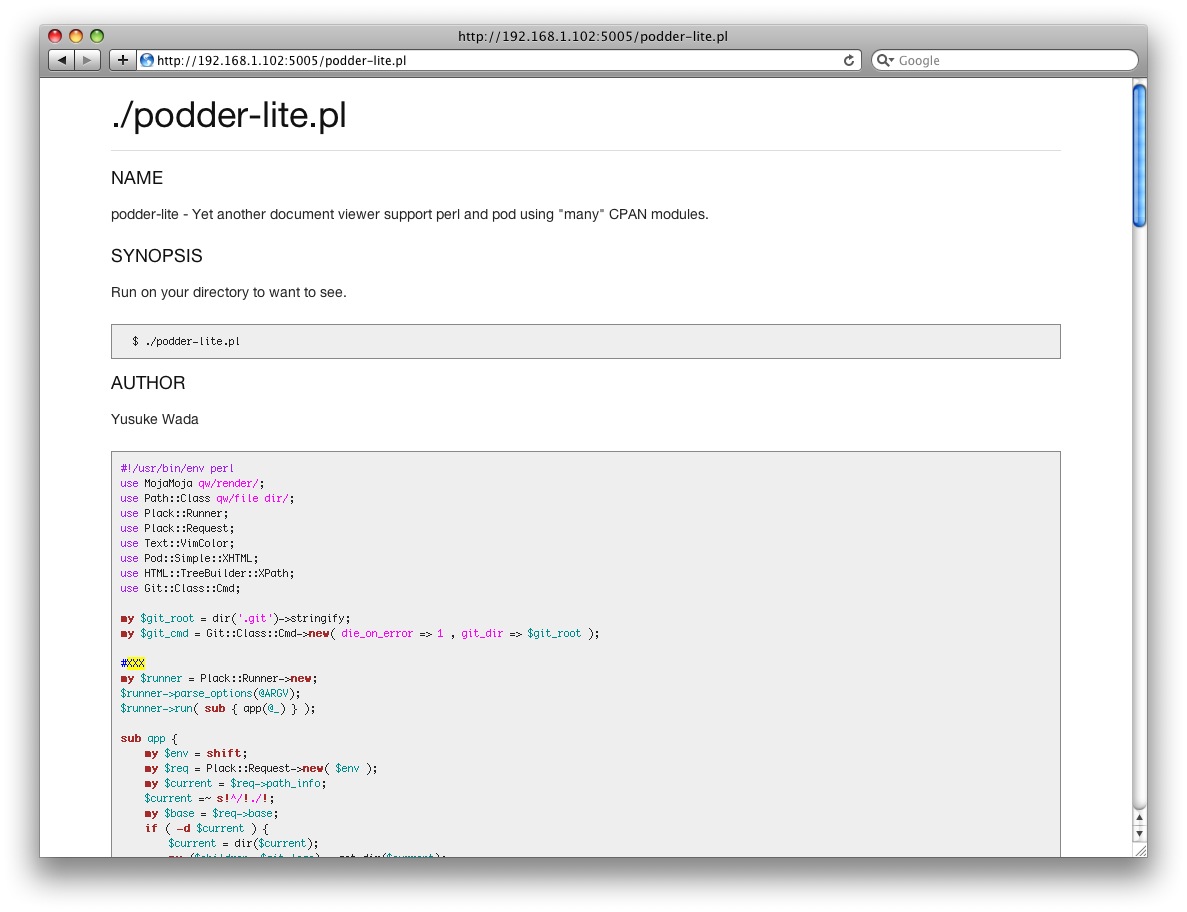 http://192.168.1.102:5005/podder-lite.pl
http://192.168.1.102:5005/podder-lite.pl
Google
./podder-lite.pl
NAME
podder-lite - Yet another document viewer support perl and pod using "many" CPAN modules.
SYNOPSIS
Run on your directory to want to see.
$ ./podder-lite.pl
AUTHOR
Yusuke Wada
#!/usr/bin/env perl
use MojaMoja qw/render/;
use Path::Class qw/file dir/;
use Plack::Runner;
use Plack::Request;
use Text::VimColor;
use Pod::Simple::XHTML;
use HTML::TreeBuilder::XPath;
use Git::Class::Cmd;
my $git_root = dir('.git')->stringify;
my $git_cmd = Git::Class::Cmd->new( die_on_error => 1 , git_dir => $git_root );
#XXX
my $runner = Plack::Runner->new;
$runner->parse_options(@ARGV);
$runner->run( sub { app(@_) } );
sub app {
    my $env = shift;
    my $req = Plack::Request->new( $env );
    my $current = $req->path_info;
    $current =~ s!^/!./!;
    my $base = $req->base;
    if ( -d $current ) {
        $current = dir($current);